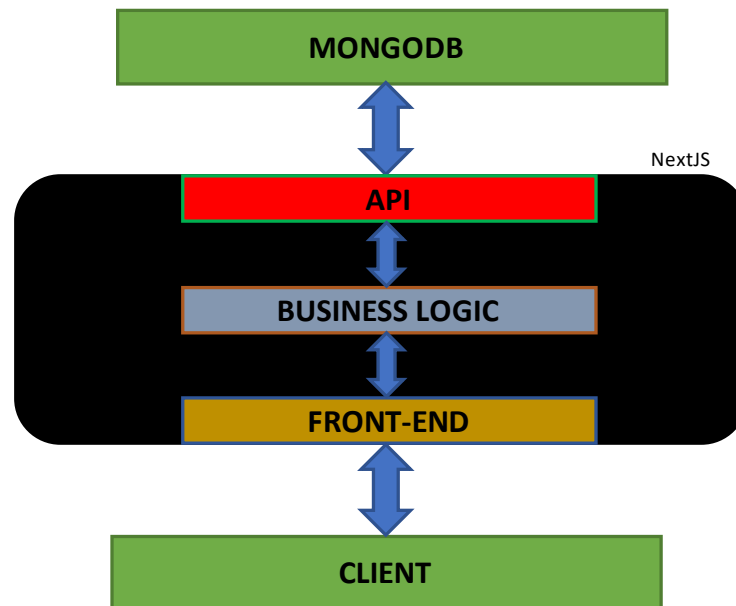 MONGODB
NextJS
API
BUSINESS LOGIC
FRONT-END
CLIENT